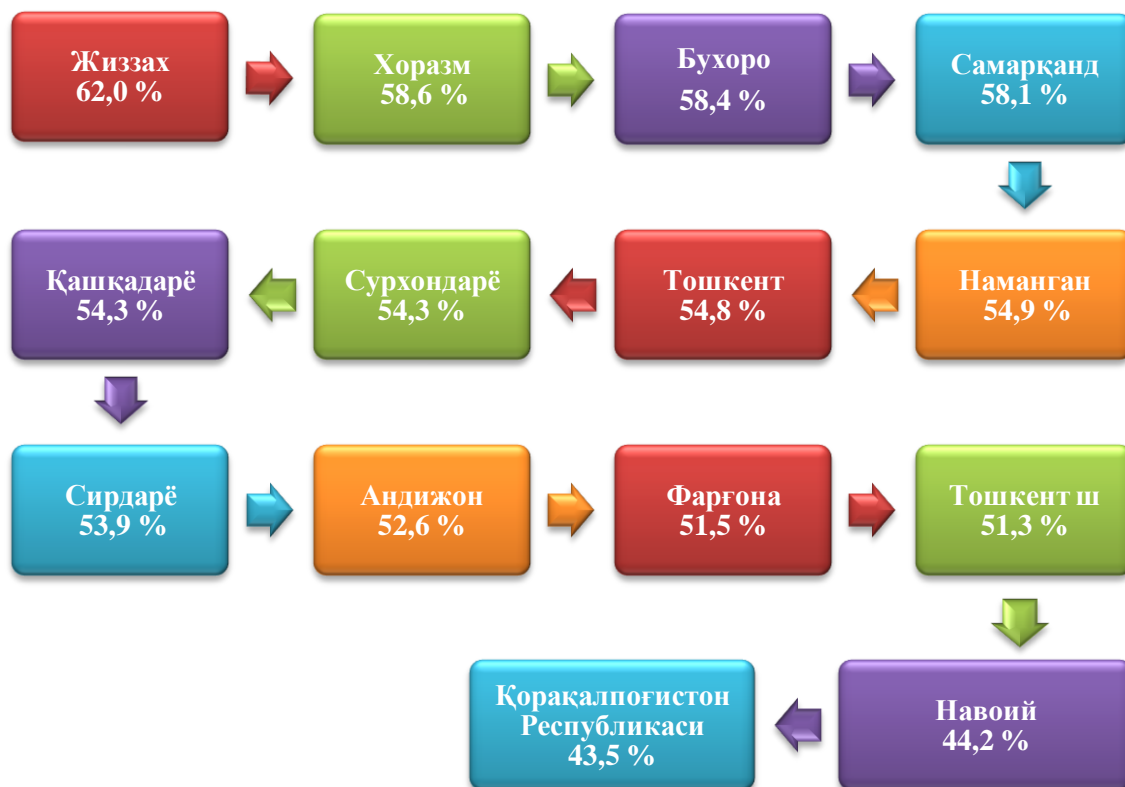 Жиззах
62,0 %
Хоразм
58,6 %
Бухоро
58,4 %
Самарқанд
58,1 %
Наманган
54,9 %
Тошкент
54,8 %
Сурхондарё
54,3 %
Қашқадарё
54,3 %
Сирдарё
53,9 %
Андижон
52,6 %
Фарғона
51,5 %
Тошкент ш
51,3 %
Навоий
44,2 %
Қорақалпоғистон
Республикаси
43,5 %